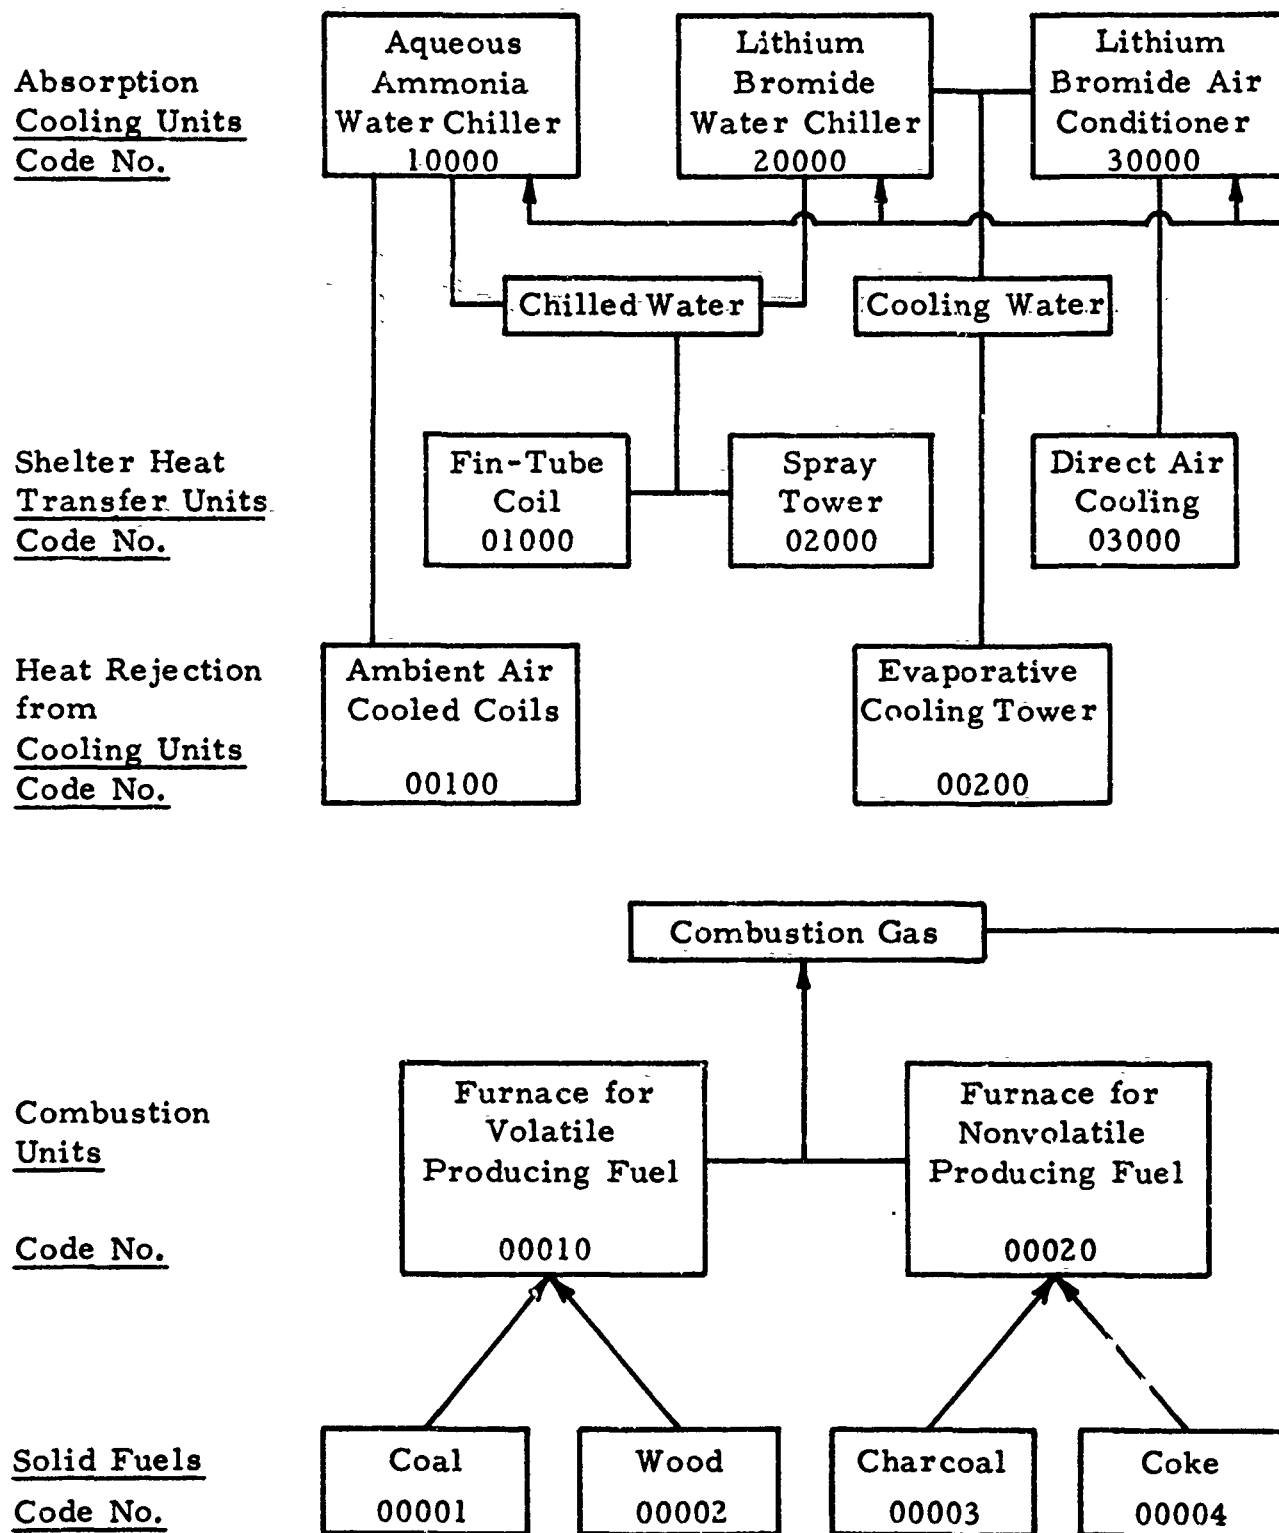 Absorption
Cooling Units
Code No.
Aqueous
Ammonia
Water Chiller
10000
Lithium
Bromide
Water Chiller
20000
Lithium
Bromide Air
Conditioner
30000
Chilled Water
Cooling Water
Shelter Heat
Transfer Units
Code No.
Fin-Tube
Coil
01000
Spray
Tower
02000
Direct Air
Cooling
03000
Heat Rejection
from
Cooling Units
Code No.
Ambient Air
Cooled Coils
00100
Evaporative
Cooling Tower
00200
Combustion Gas
Combustion
Units
Code No.
Furnace for
Volatile
Producing Fuel
00010
Furnace for
Nonvolatile
Producing Fuel
00020
Solid Fuels
Code No.
Coal
00001
Wood
00002
Charcoal
00003
Coke
00004